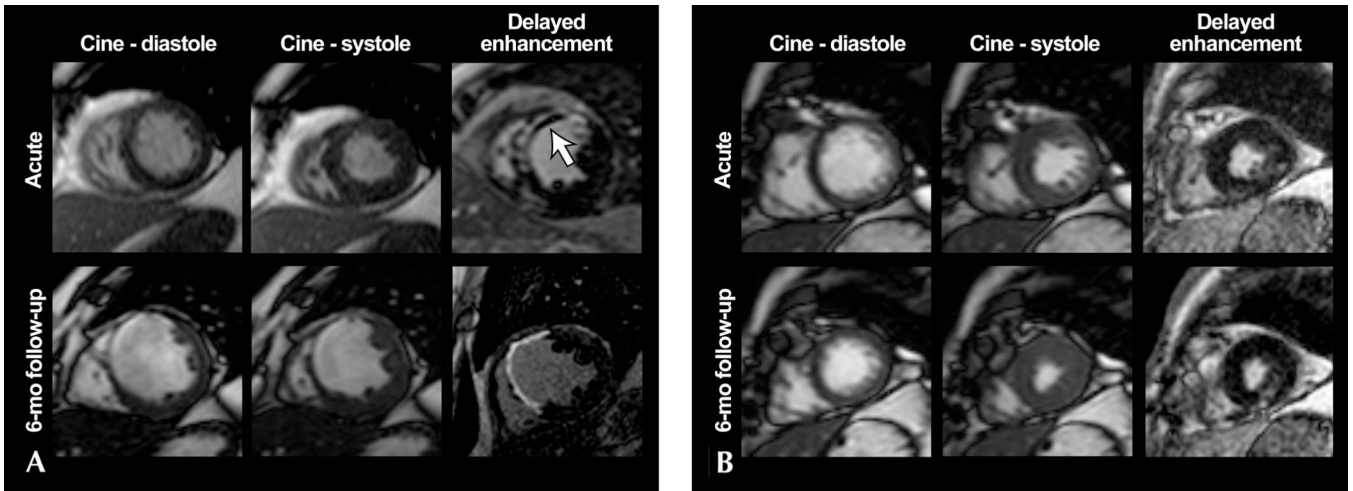 Cine - diastole
Cine - systole
Delayed
enhancement
Acute
6-mo follow-up
A
Cine - diastole
Cine - systole
Delayed
enhancement
Acute
6-mo follow-up
B